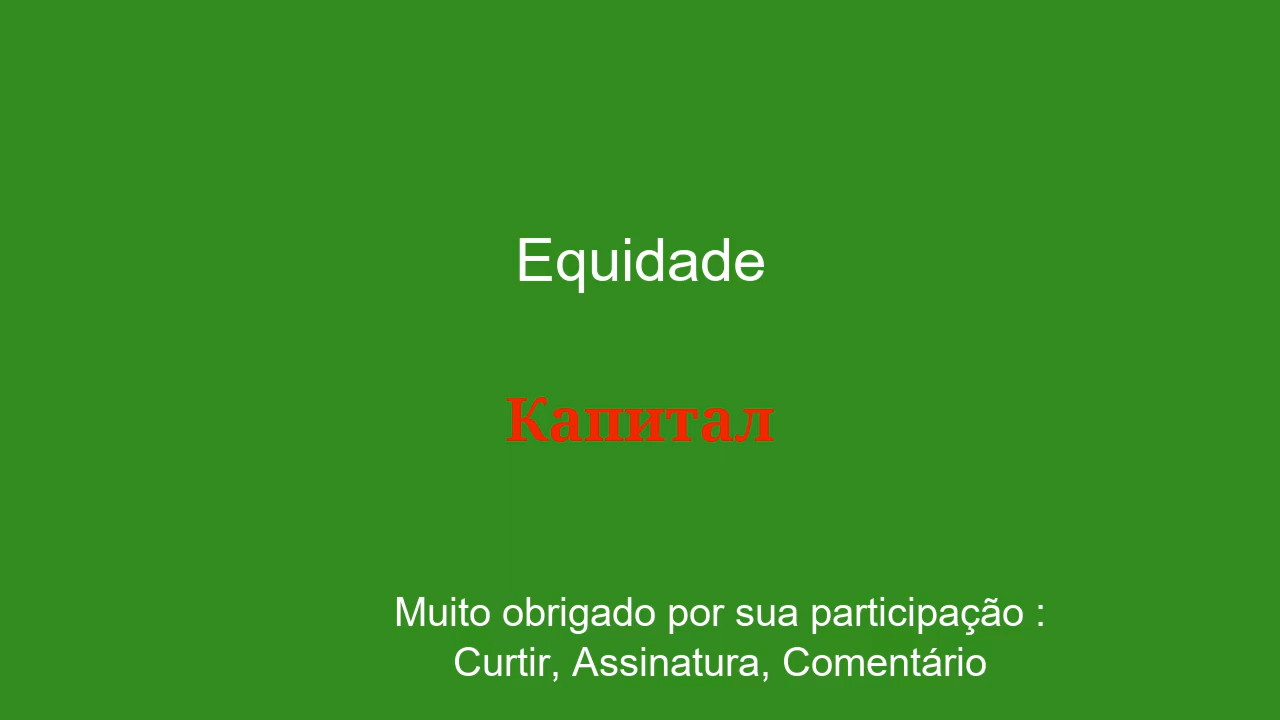 Equidade
Капитал
Muito obrigado por sua participação :
Curtir, Assinatura, Comentário